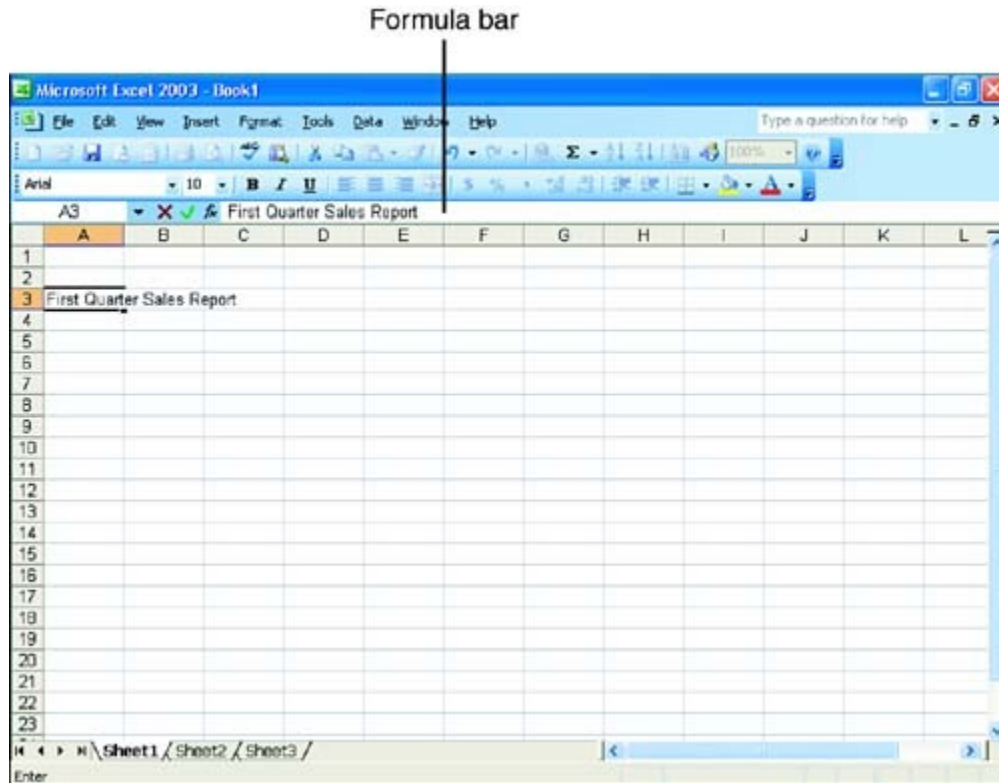 Formula bar
Microsoft Excel 2003 - Book1
File Edit View Insert Format Tools Data Window Help Type a question for help
100%
Arial 10 B I U $ %
A3 fx First Quarter Sales Report
A B C D E F G H I J K L
1
2
3 First Quarter Sales Report
4
5
6
7
8
9
10
11
12
13
14
15
16
17
18
19
20
21
22
23
Sheet1 / Sheet2 / Sheet3 /
Enter